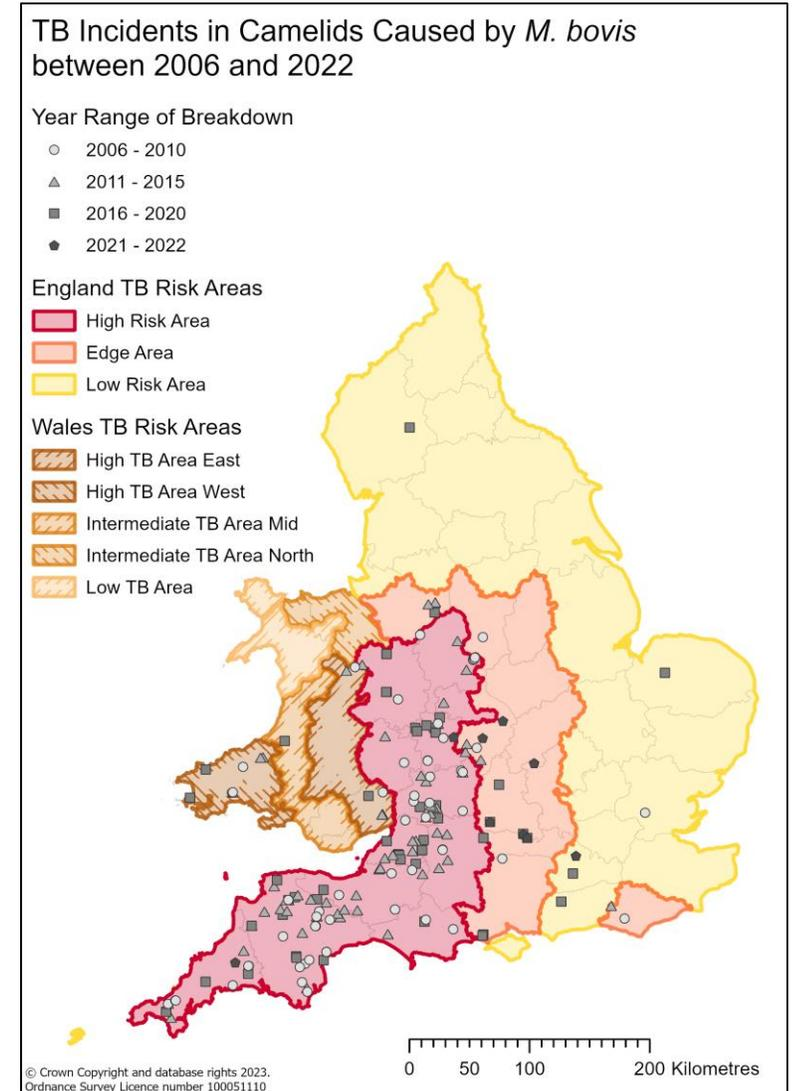 TB Incidents in Camelids Caused by M. bovis
between 2006 and 2022
Year Range of Breakdown
2006 - 2010
2011 - 2015
2016 - 2020
2021 - 2022
England TB Risk Areas
High Risk Area
Edge Area
Low Risk Area
Wales TB Risk Areas
High TB Area East
High TB Area West
Intermediate TB Area Mid
Intermediate TB Area North
Low TB Area
0 50 100 200 Kilometres
© Crown Copyright and database rights 2023.
Ordnance Survey Licence number 100051110